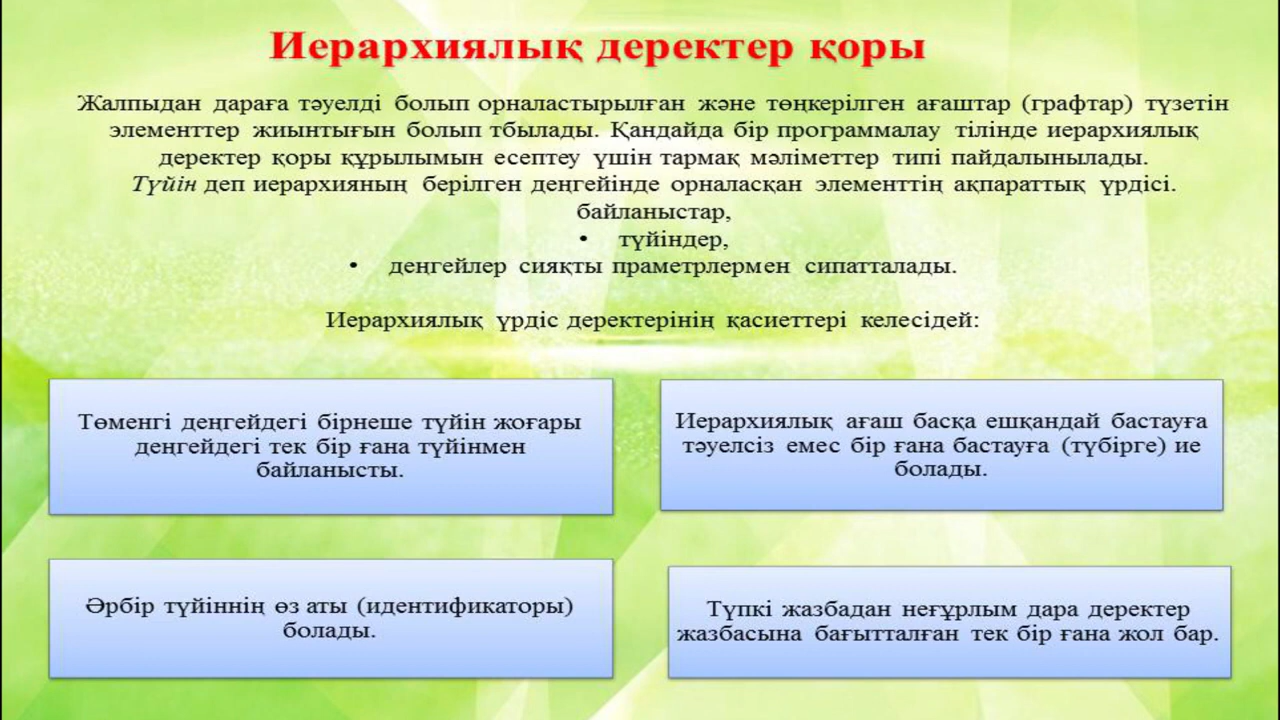 Иерархиялық деректер қоры
Жалпыдан дараға тәуелді болып орналастырылған және төңкерілген ағаштар (графтар) түзетін
элементтер жиынтығын болып тбылады. Қандайда бір программалау тілінде иерархиялық
деректер қоры құрылымын есептеу үшін тармақ мәліметтер типі пайдалынылады.
Түйін деп иерархияның берілген деңгейінде орналасқан элементтің ақпараттық үрдісі.
байланыстар,
• түйіндер,
• деңгейлер сияқты праметрлермен сипатталады.
Иерархиялық үрдіс деректерінің қасиеттері келесідей:
Төменгі деңгейдегі бірнеше түйін жоғары
деңгейдегі тек бір ғана түйінмен
байланысты.
Иерархиялық ағаш басқа ешқандай бастауға
тәуелсіз емес бір ғана бастауға (түбірге) ие
болады.
Әрбір түйіннің өз аты (идентификаторы)
болады.
Түпкі жазбадан неғұрлым дара деректер
жазбасына бағытталған тек бір ғана жол бар.